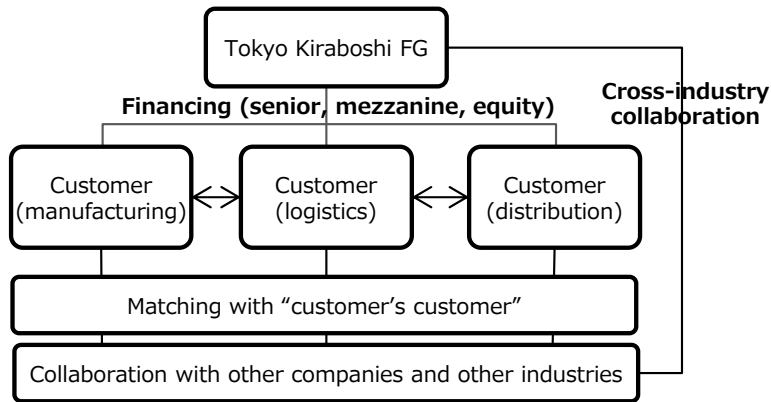 Tokyo Kiraboshi FG
Financing (senior, mezzanine, equity)
Cross-industry
collaboration
Customer
(manufacturing)
Customer
(logistics)
Customer
(distribution)
Matching with “customer’s customer”
Collaboration with other companies and other industries